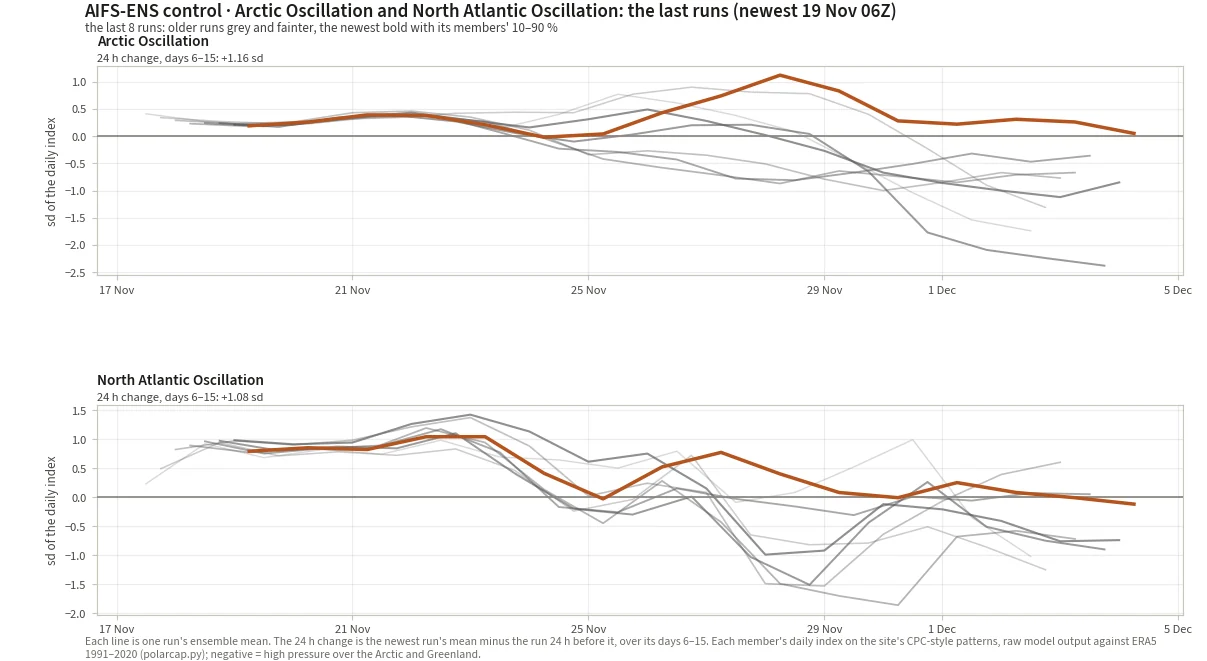 AIFS-ENS control · Arctic Oscillation and North Atlantic Oscillation: the last runs (newest 19 Nov 06Z)
the last 8 runs: older runs grey and fainter, the newest bold with its members' 10–90 %
Arctic Oscillation
24 h change, days 6–15: +1.16 sd
sd of the daily index
1.0
0.5
0.0
−0.5
−1.0
−1.5
−2.0
−2.5
17 Nov 21 Nov 25 Nov 29 Nov 1 Dec 5 Dec
North Atlantic Oscillation
24 h change, days 6–15: +1.08 sd
sd of the daily index
1.5
1.0
0.5
0.0
−0.5
−1.0
−1.5
−2.0
17 Nov 21 Nov 25 Nov 29 Nov 1 Dec 5 Dec
Each line is one run's ensemble mean. The 24 h change is the newest run's mean minus the run 24 h before it, over its days 6–15. Each member's daily index on the site's CPC-style patterns, raw model output against ERA5
1991–2020 (polarcap.py); negative = high pressure over the Arctic and Greenland.